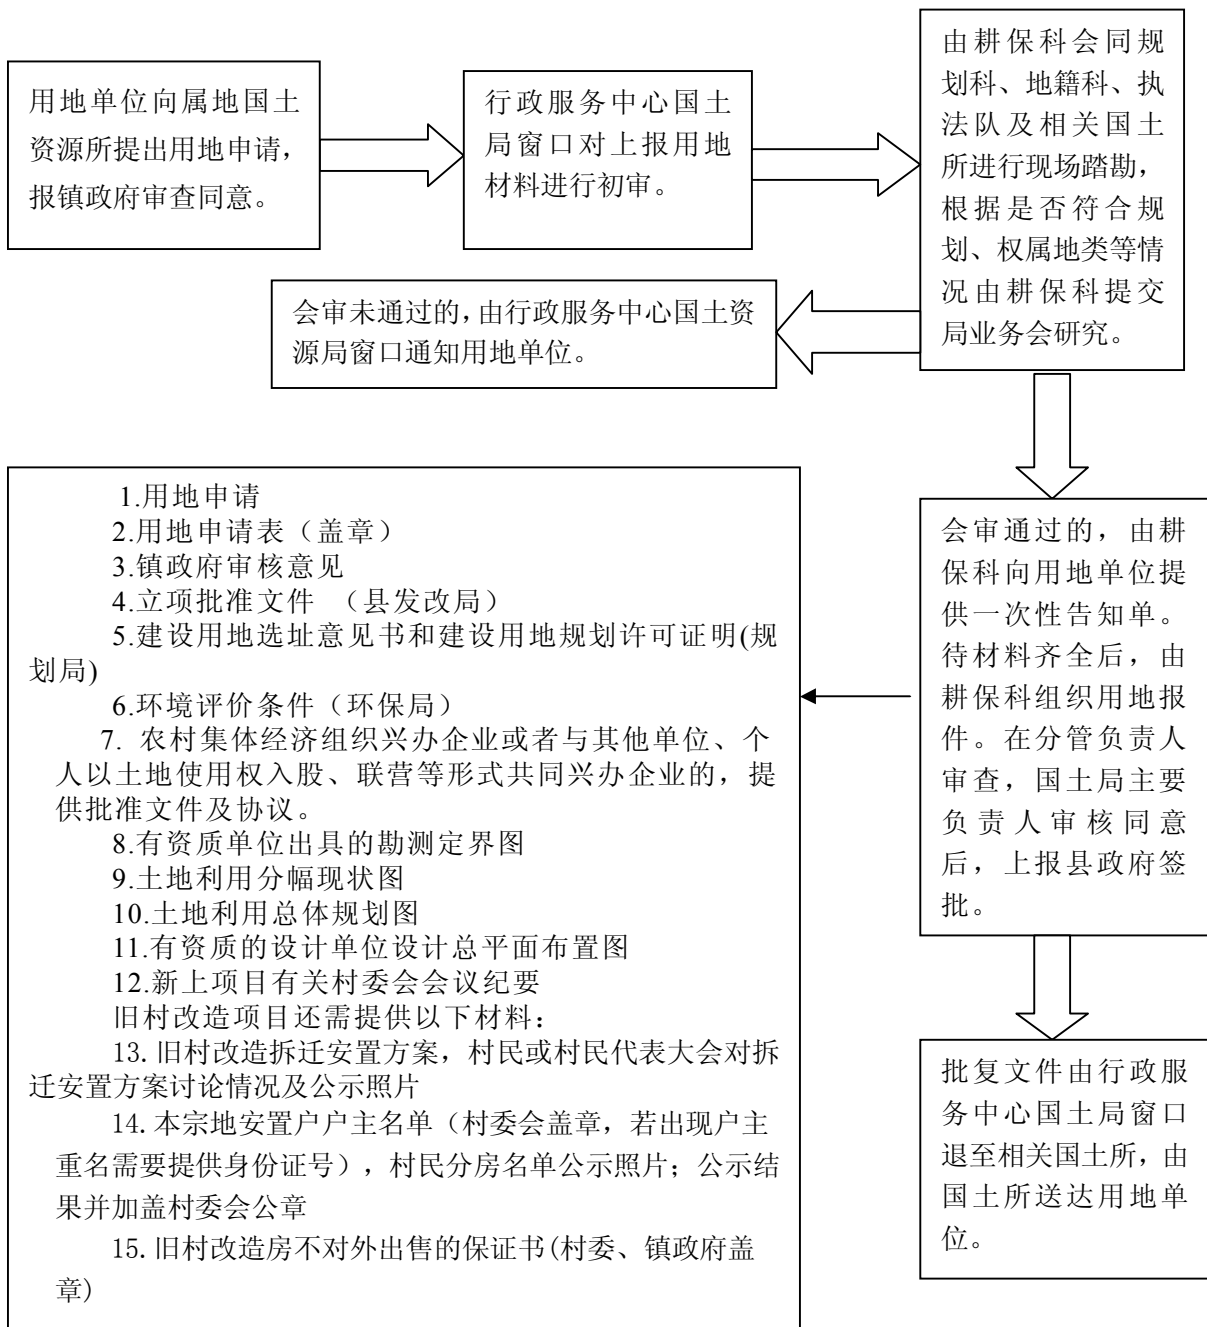 用地单位向属地国土
资源所提出用地申请，
报镇政府审查同意。
行政服务中心国土
局窗口对上报用地
材料进行初审。
由耕保科会同规
划科、地籍科、执
法队及相关国土
所进行现场踏勘，
根据是否符合规
划、权属地类等情
况由耕保科提交
局业务会研究。
会审未通过的，由行政服务中心国土资
源局窗口通知用地单位。
会审通过的，由耕
保科向用地单位提
供一次性告知单。
待材料齐全后，由
耕保科组织用地报
件。在分管负责人
审查，国土局主要
负责人审核同意
后，上报县政府签
批。
1.用地申请
2.用地申请表（盖章）
3.镇政府审核意见
4.立项批准文件 （县发改局）
5.建设用地选址意见书和建设用地规划许可证明(规
划局)
6.环境评价条件（环保局）
7. 农村集体经济组织兴办企业或者与其他单位、个
人以土地使用权入股、联营等形式共同兴办企业的，提
供批准文件及协议。
8.有资质单位出具的勘测定界图
9.土地利用分幅现状图
10.土地利用总体规划图
11.有资质的设计单位设计总平面布置图
12.新上项目有关村委会会议纪要
旧村改造项目还需提供以下材料：
13.旧村改造拆迁安置方案，村民或村民代表大会对拆
迁安置方案讨论情况及公示照片
14.本宗地安置户户主名单（村委会盖章，若出现户主
重名需要提供身份证号），村民分房名单公示照片；公示结
果并加盖村委会公章
15.旧村改造房不对外出售的保证书(村委、镇政府盖
章)
批复文件由行政服
务中心国土局窗口
退至相关国土所，由
国土所送达用地单
位。